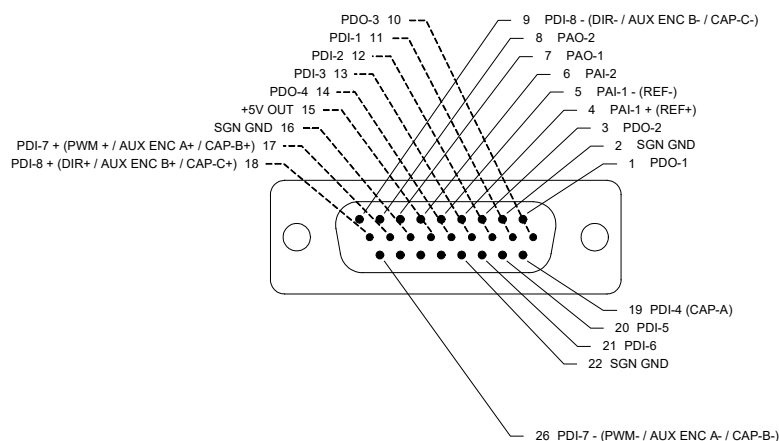 PDO-3 10
PDI-1 11
PDI-2 12
PDI-3 13
PDO-4 14
+5V OUT 15
SGN GND 16
PDI-7 + (PWM + / AUX ENC A+ / CAP-B+) 17
PDI-8 + (DIR+ / AUX ENC B+ / CAP-C+) 18
9 PDI-8 - (DIR- / AUX ENC B- / CAP-C-)
8 PAO-2
7 PAO-1
6 PAI-2
5 PAI-1 - (REF-)
4 PAI-1 + (REF+)
3 PDO-2
2 SGN GND
1 PDO-1
19 PDI-4 (CAP-A)
20 PDI-5
21 PDI-6
22 SGN GND
26 PDI-7 - (PWM- / AUX ENC A- / CAP-B-)